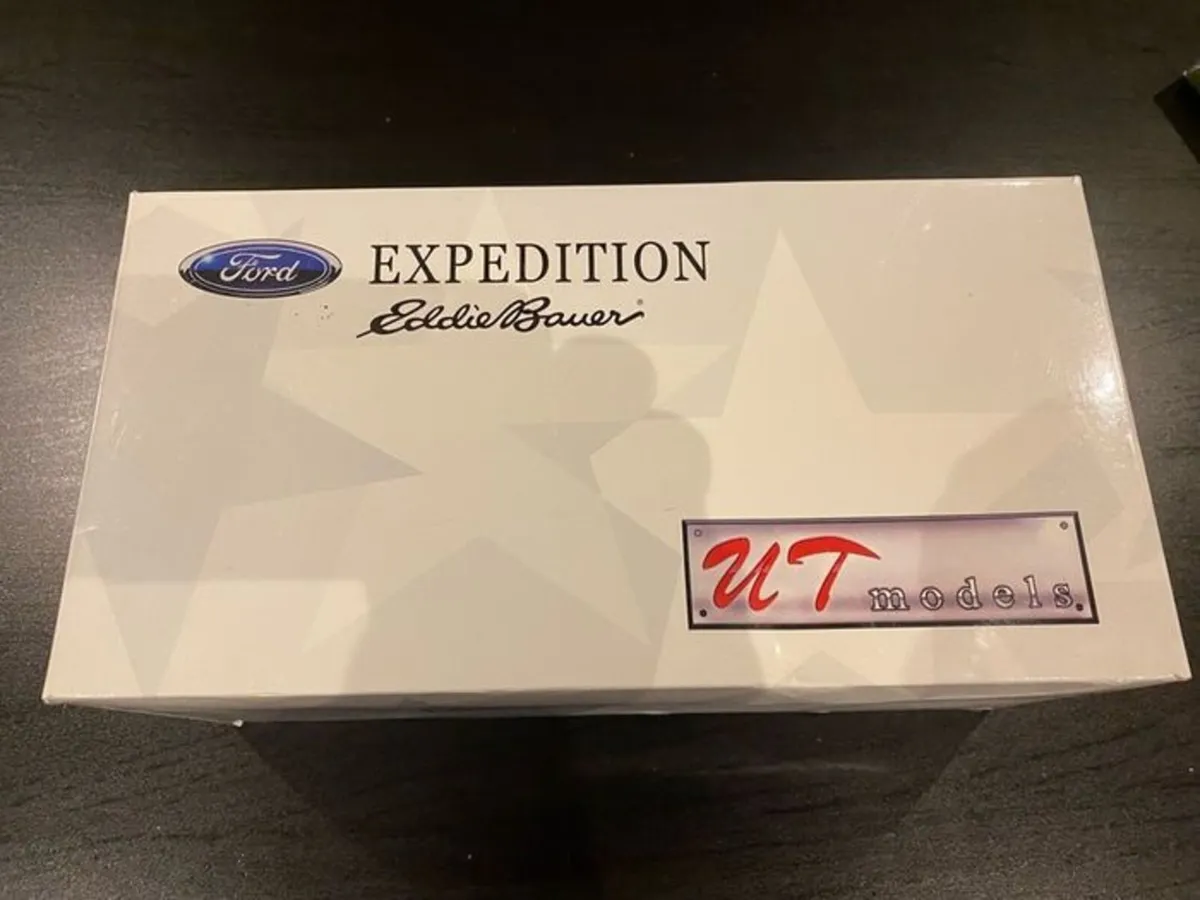 Ford EXPEDITION
Eddie Bauer®
UT models